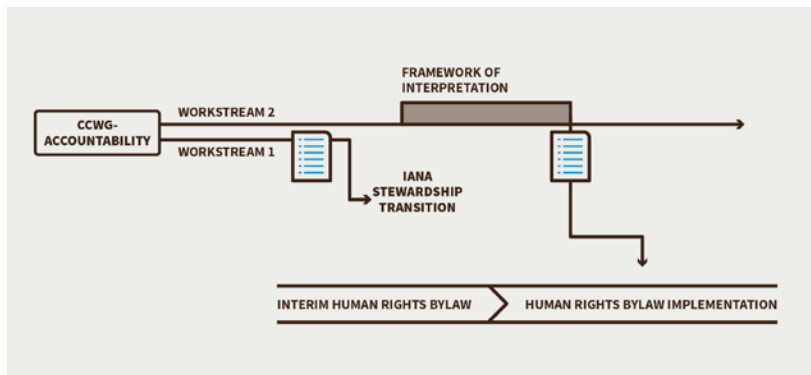 FRAMEWORK OF
INTERPRETATION
WORKSTREAM 2
CCWG-
ACCOUNTABILITY
WORKSTREAM 1
IANA
STEWARDSHIP
TRANSITION
INTERIM HUMAN RIGHTS BYLAW
HUMAN RIGHTS BYLAW IMPLEMENTATION